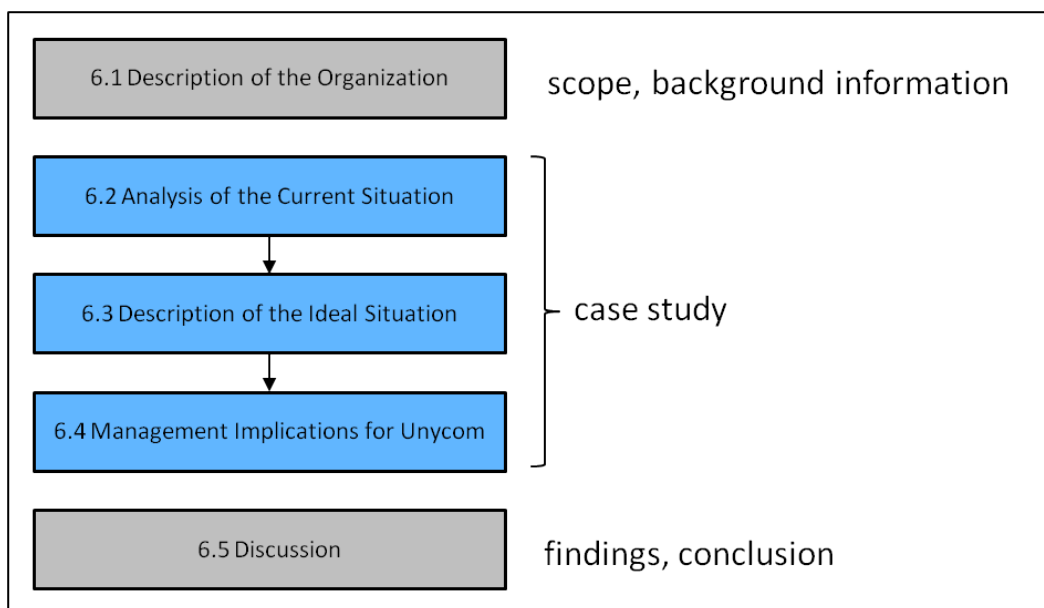 6.1 Description of the Organization
scope, background information
6.2 Analysis of the Current Situation
6.3 Description of the Ideal Situation
case study
6.4 Management Implications for Unycom
6.5 Discussion
findings, conclusion